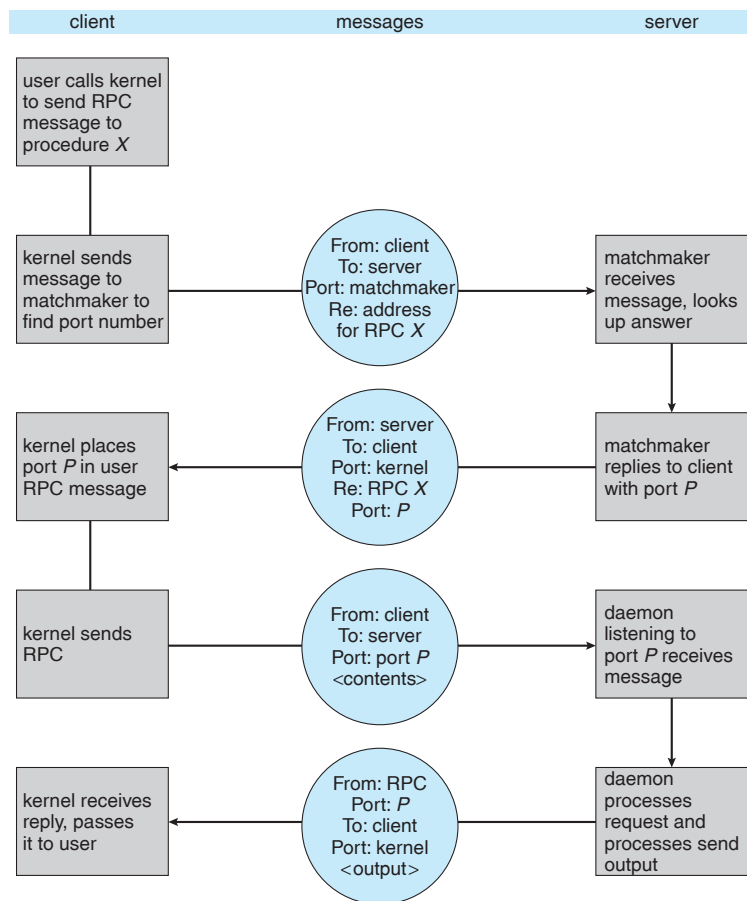 client
messages
server
user calls kernel
to send RPC
message to
procedure X
kernel sends
message to
matchmaker to
find port number
From: client
To: server
Port: matchmaker
Re: address
for RPC X
matchmaker
receives
message, looks
up answer
kernel places
port P in user
RPC message
From: server
To: client
Port: kernel
Re: RPC X
Port: P
matchmaker
replies to client
with port P
kernel sends
RPC
From: client
To: server
Port: port P
<contents>
daemon
listening to
port P receives
message
kernel receives
reply, passes
it to user
From: RPC
Port: P
To: client
Port: kernel
<output>
daemon
processes
request and
processes send
output